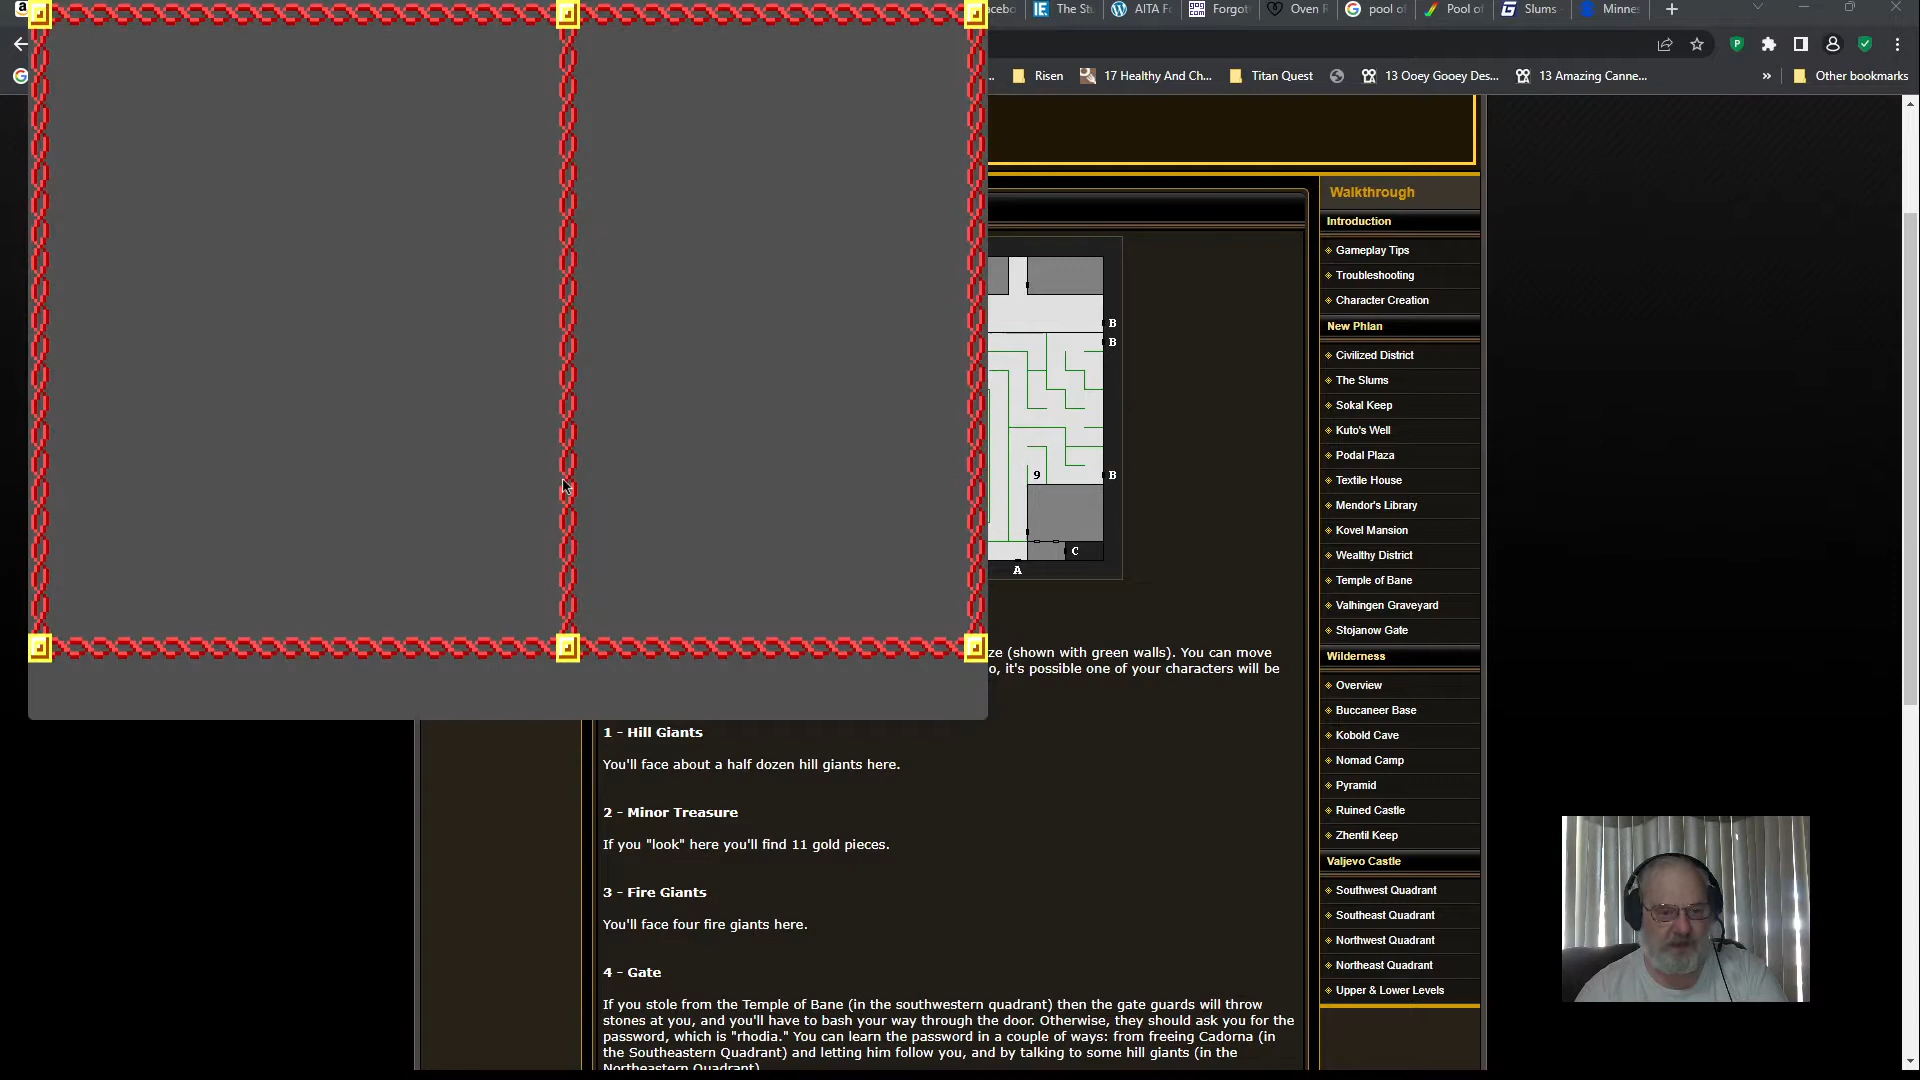 cebo
The Stu
AITA Fo
Forgot
Oven R
pool of
Pool of
Slums
Minnes
Risen
17 Healthy And Ch...
Titan Quest
13 Ooey Gooey Des...
13 Amazing Canne...
Other bookmarks
Walkthrough
Introduction
Gameplay Tips
Troubleshooting
Character Creation
New Phlan
Civilized District
The Slums
Sokal Keep
Kuto's Well
Podal Plaza
Textile House
Mendor's Library
Kovel Mansion
Wealthy District
Temple of Bane
Valhingen Graveyard
Stojanow Gate
Wilderness
Overview
Buccaneer Base
Kobold Cave
Nomad Camp
Pyramid
Ruined Castle
Zhentil Keep
Valjevo Castle
Southwest Quadrant
Southeast Quadrant
Northwest Quadrant
Northeast Quadrant
Upper & Lower Levels
B
B
9
B
C
A
ze (shown with green walls). You can move
o, it's possible one of your characters will be
1 - Hill Giants
You'll face about a half dozen hill giants here.
2 - Minor Treasure
If you "look" here you'll find 11 gold pieces.
3 - Fire Giants
You'll face four fire giants here.
4 - Gate
If you stole from the Temple of Bane (in the southwestern quadrant) then the gate guards will throw
stones at you, and you'll have to bash your way through the door. Otherwise, they should ask you for the
password, which is "rhodia." You can learn the password in a couple of ways: from freeing Cadorna (in
the Southeastern Quadrant) and letting him follow you, and by talking to some hill giants (in the
Northeastern Quadrant)